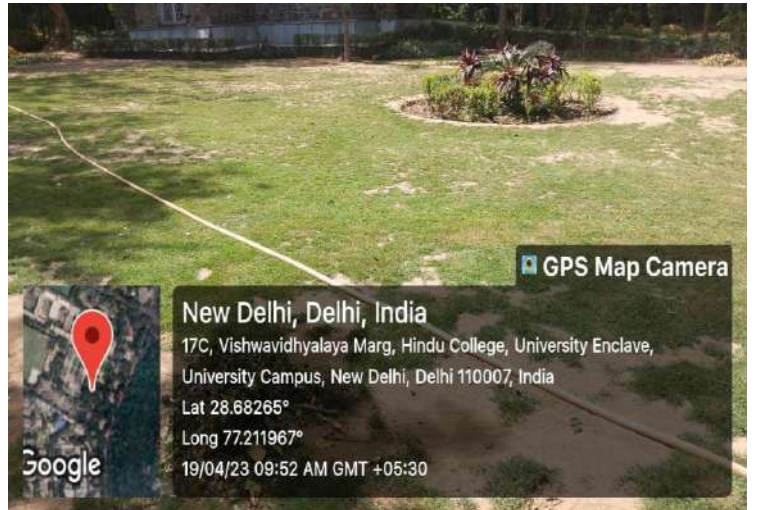 GPS Map Camera
New Delhi, Delhi, India
17C, Vishwavidhyalaya Marg, Hindu College, University Enclave,
University Campus, New Delhi, Delhi 110007, India
Lat 28.68265°
Long 77.211967°
19/04/23 09:52 AM GMT +05:30
Google